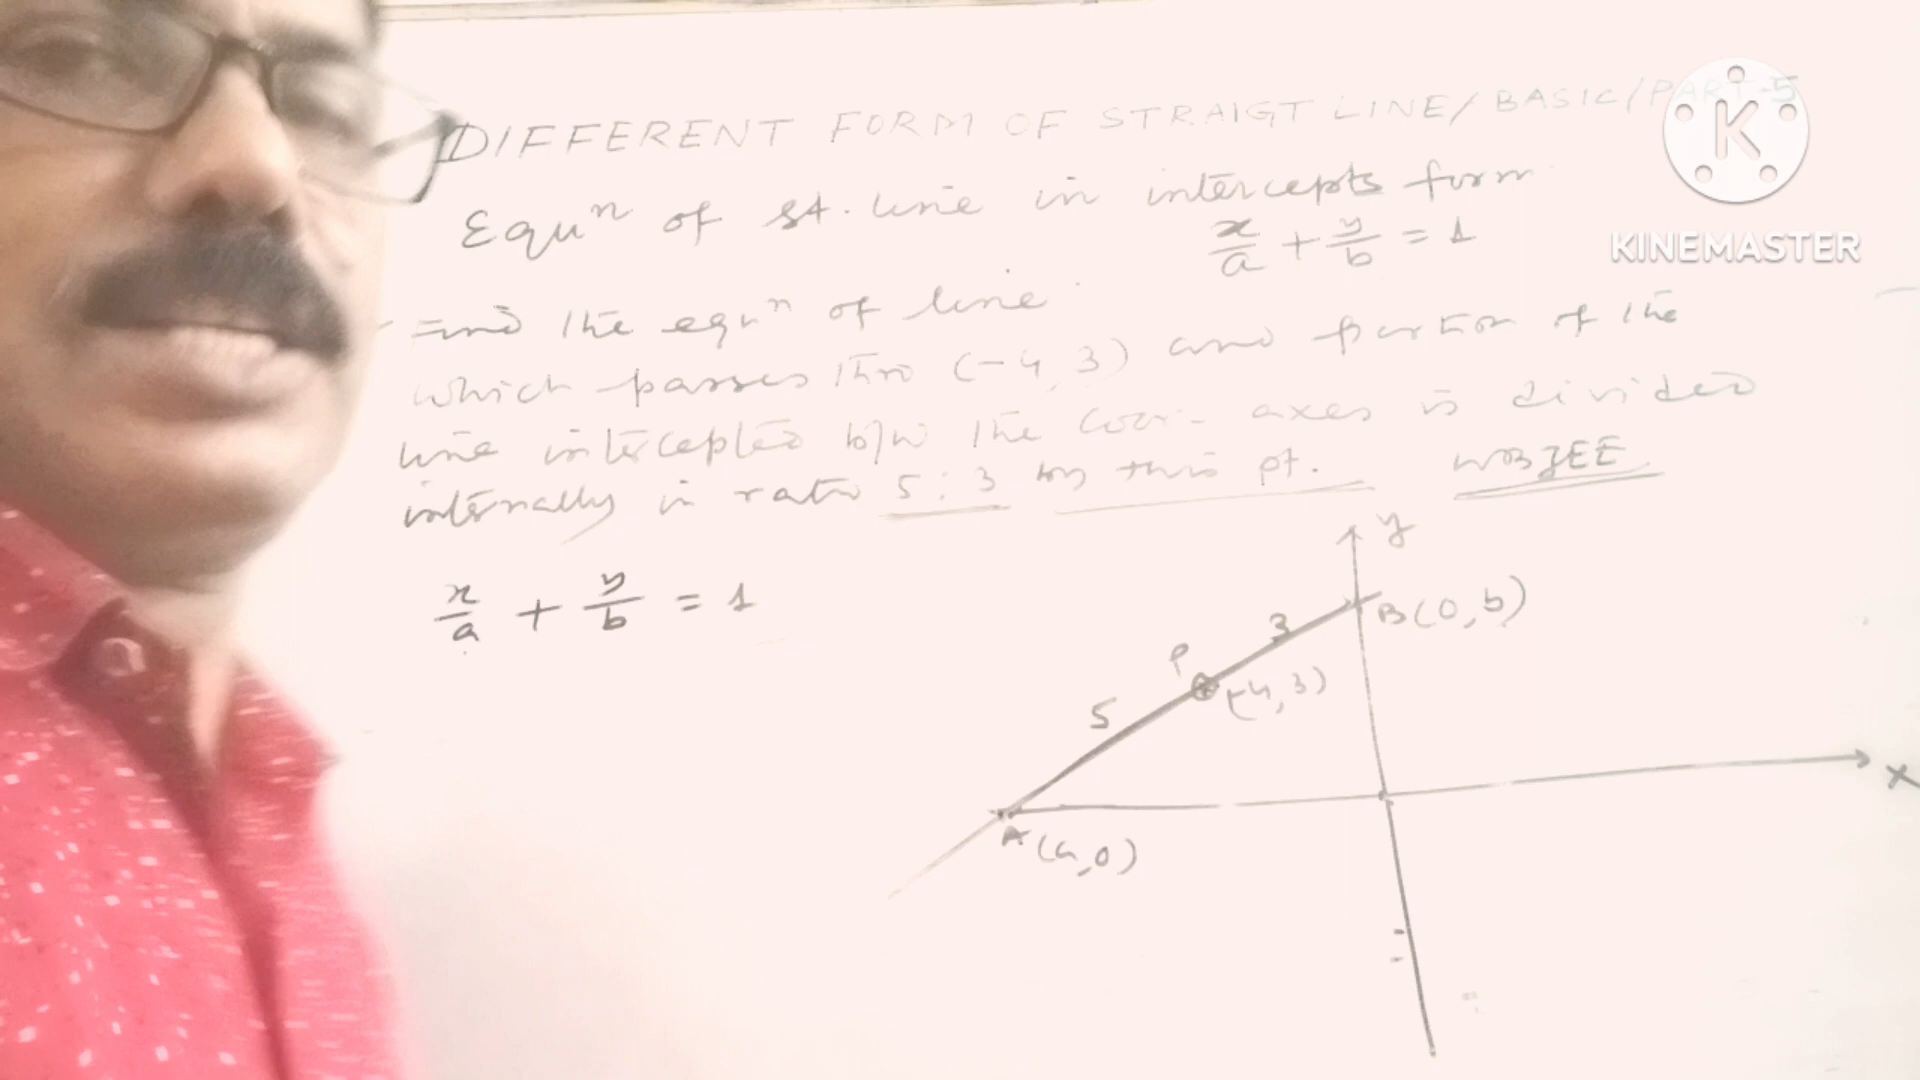 DIFFERENT FORM OF STRAIGT LINE/BASIC/PART-5
Equⁿ of st. line in intercepts form
x/a + y/b = 1
KINEMASTER
Find the equⁿ of line
which passes thro (-4, 3) and portion of the
line intercepted b/w the coor- axes is divided
internally in ratio 5:3 by this pt. WBJEE
x/a + y/b = 1
y
B(0, b)
3
P
(-4, 3)
5
x
A(a, 0)